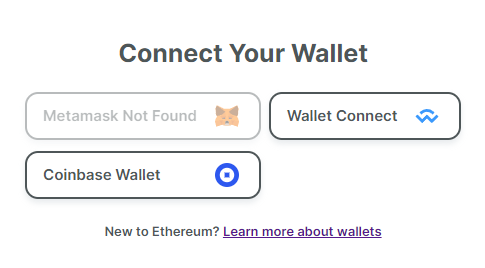 Connect Your Wallet
Metamask Not Found
Wallet Connect
Coinbase Wallet
New to Ethereum? Learn more about wallets